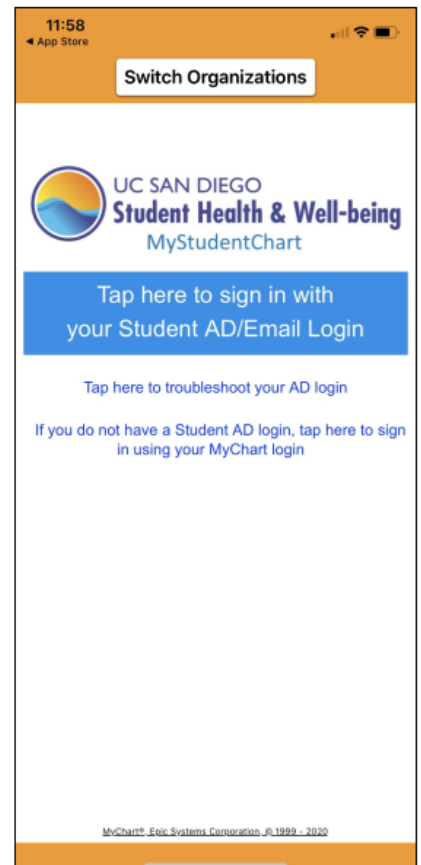 11:58
◀ App Store
Switch Organizations
UC SAN DIEGO
Student Health & Well-being
MyStudentChart
Tap here to sign in with
your Student AD/Email Login
Tap here to troubleshoot your AD login
If you do not have a Student AD login, tap here to sign
in using your MyChart login
MyChart®, Epic Systems Corporation, © 1999 - 2020